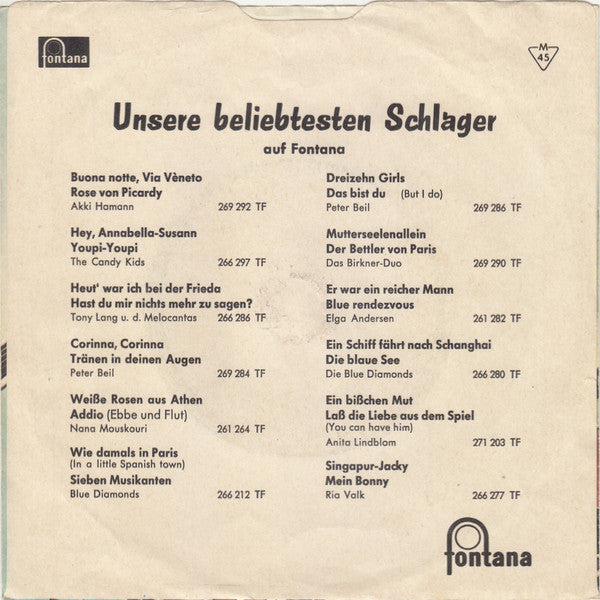 fontana
M
45
Unsere beliebtesten Schlager
auf Fontana
Buona notte, Via Vèneto
Rose von Picardy
Akki Hamann 269 292 TF
Hey, Annabella-Susann
Youpi-Youpi
The Candy Kids 266 297 TF
Heut' war ich bei der Frieda
Hast du mir nichts mehr zu sagen?
Tony Lang u. d. Melocantas 266 286 TF
Corinna, Corinna
Tränen in deinen Augen
Peter Beil 269 284 TF
Weiße Rosen aus Athen
Addio (Ebbe und Flut)
Nana Mouskouri 261 264 TF
Wie damals in Paris
(In a little Spanish town)
Sieben Musikanten
Blue Diamonds 266 212 TF
Dreizehn Girls
Das bist du (But I do)
Peter Beil 269 286 TF
Mutterseelenallein
Der Bettler von Paris
Das Birkner-Duo 269 290 TF
Er war ein reicher Mann
Blue rendezvous
Elga Andersen 261 282 TF
Ein Schiff fährt nach Schanghai
Die blaue See
Die Blue Diamonds 266 280 TF
Ein bißchen Mut
Laß die Liebe aus dem Spiel
(You can have him)
Anita Lindblom 271 203 TF
Singapur-Jacky
Mein Bonny
Ria Valk 266 277 TF
fontana